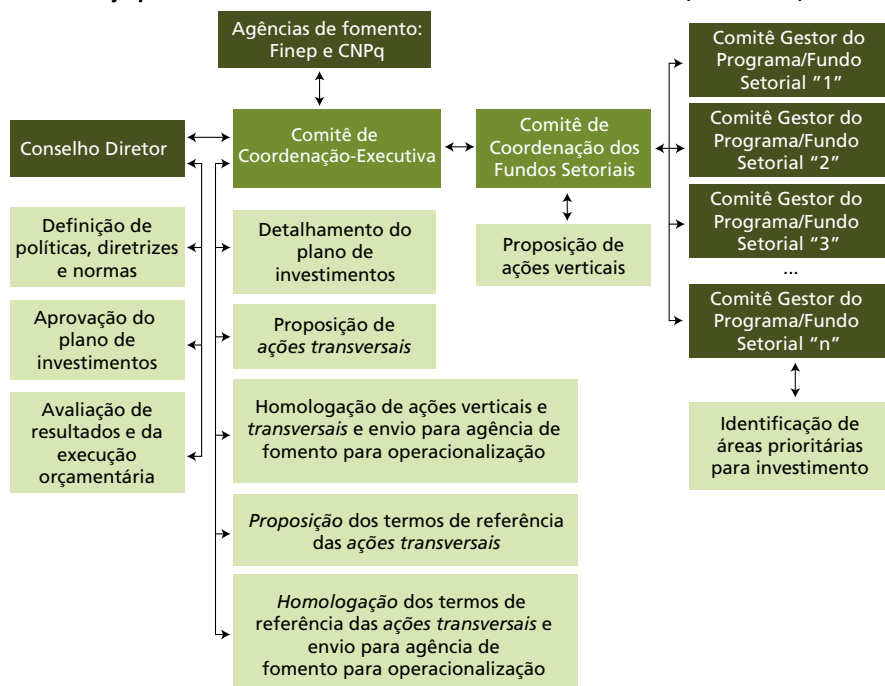 Agências de fomento:
Finep e CNPq
Conselho Diretor
Comitê de
Coordenação-Executiva
Comitê de
Coordenação dos
Fundos Setoriais
Comitê Gestor do
Programa/Fundo
Setorial "1"
Comitê Gestor do
Programa/Fundo
Setorial "2"
Comitê Gestor do
Programa/Fundo
Setorial "3"
...
Comitê Gestor do
Programa/Fundo
Setorial "n"
Identificação de
áreas prioritárias
para investimento
Definição de
políticas, diretrizes
e normas
Aprovação do
plano de
investimentos
Avaliação de
resultados e da
execução
orçamentária
Detalhamento do
plano de
investimentos
Proposição de
ações transversais
Homologação de ações verticais e
transversais e envio para agência de
fomento para operacionalização
Proposição dos termos de referência
das ações transversais
Homologação dos termos de
referência das ações transversais e
envio para agência de
fomento para operacionalização
Proposição de
ações verticais